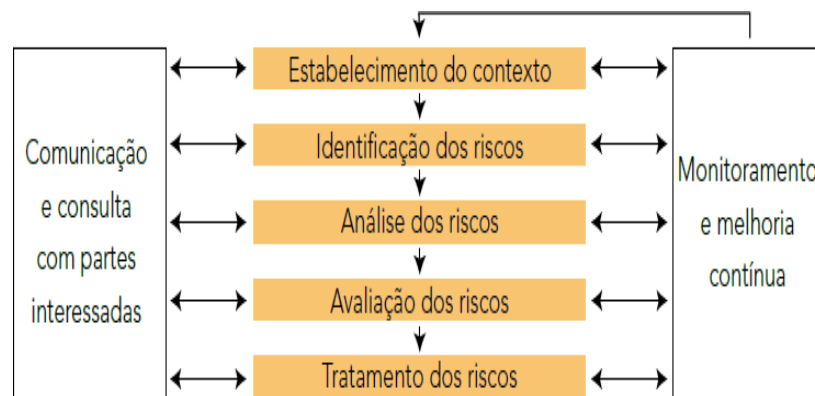 Comunicação
e consulta
com partes
interessadas
Estabelecimento do contexto
Identificação dos riscos
Análise dos riscos
Avaliação dos riscos
Tratamento dos riscos
Monitoramento
e melhoria
contínua